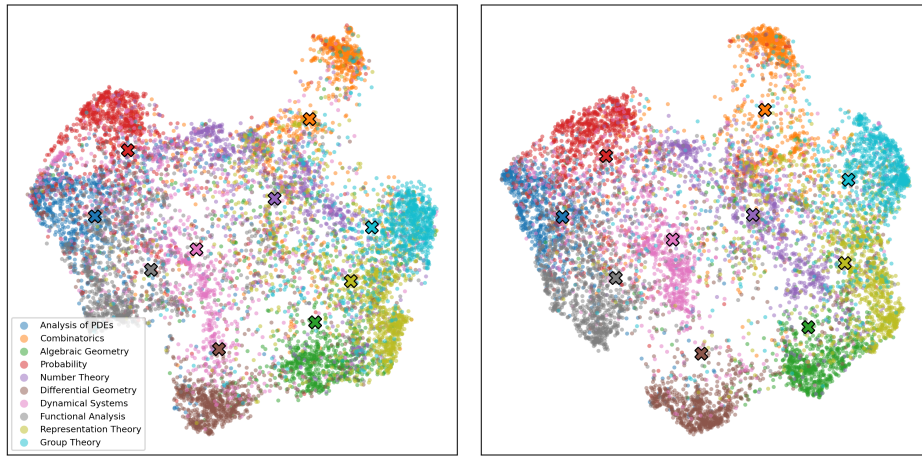 Analysis of PDEs
Combinatorics
Algebraic Geometry
Probability
Number Theory
Differential Geometry
Dynamical Systems
Functional Analysis
Representation Theory
Group Theory